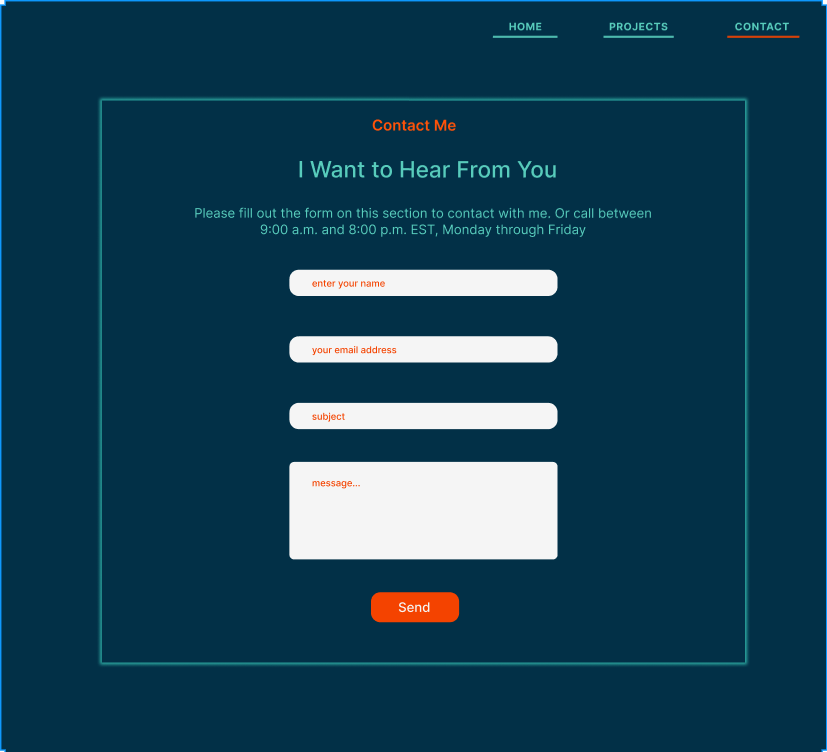 HOME PROJECTS CONTACT
Contact Me
I Want to Hear From You
Please fill out the form on this section to contact with me. Or call between
9:00 a.m. and 8:00 p.m. EST, Monday through Friday
enter your name
your email address
subject
message...
Send